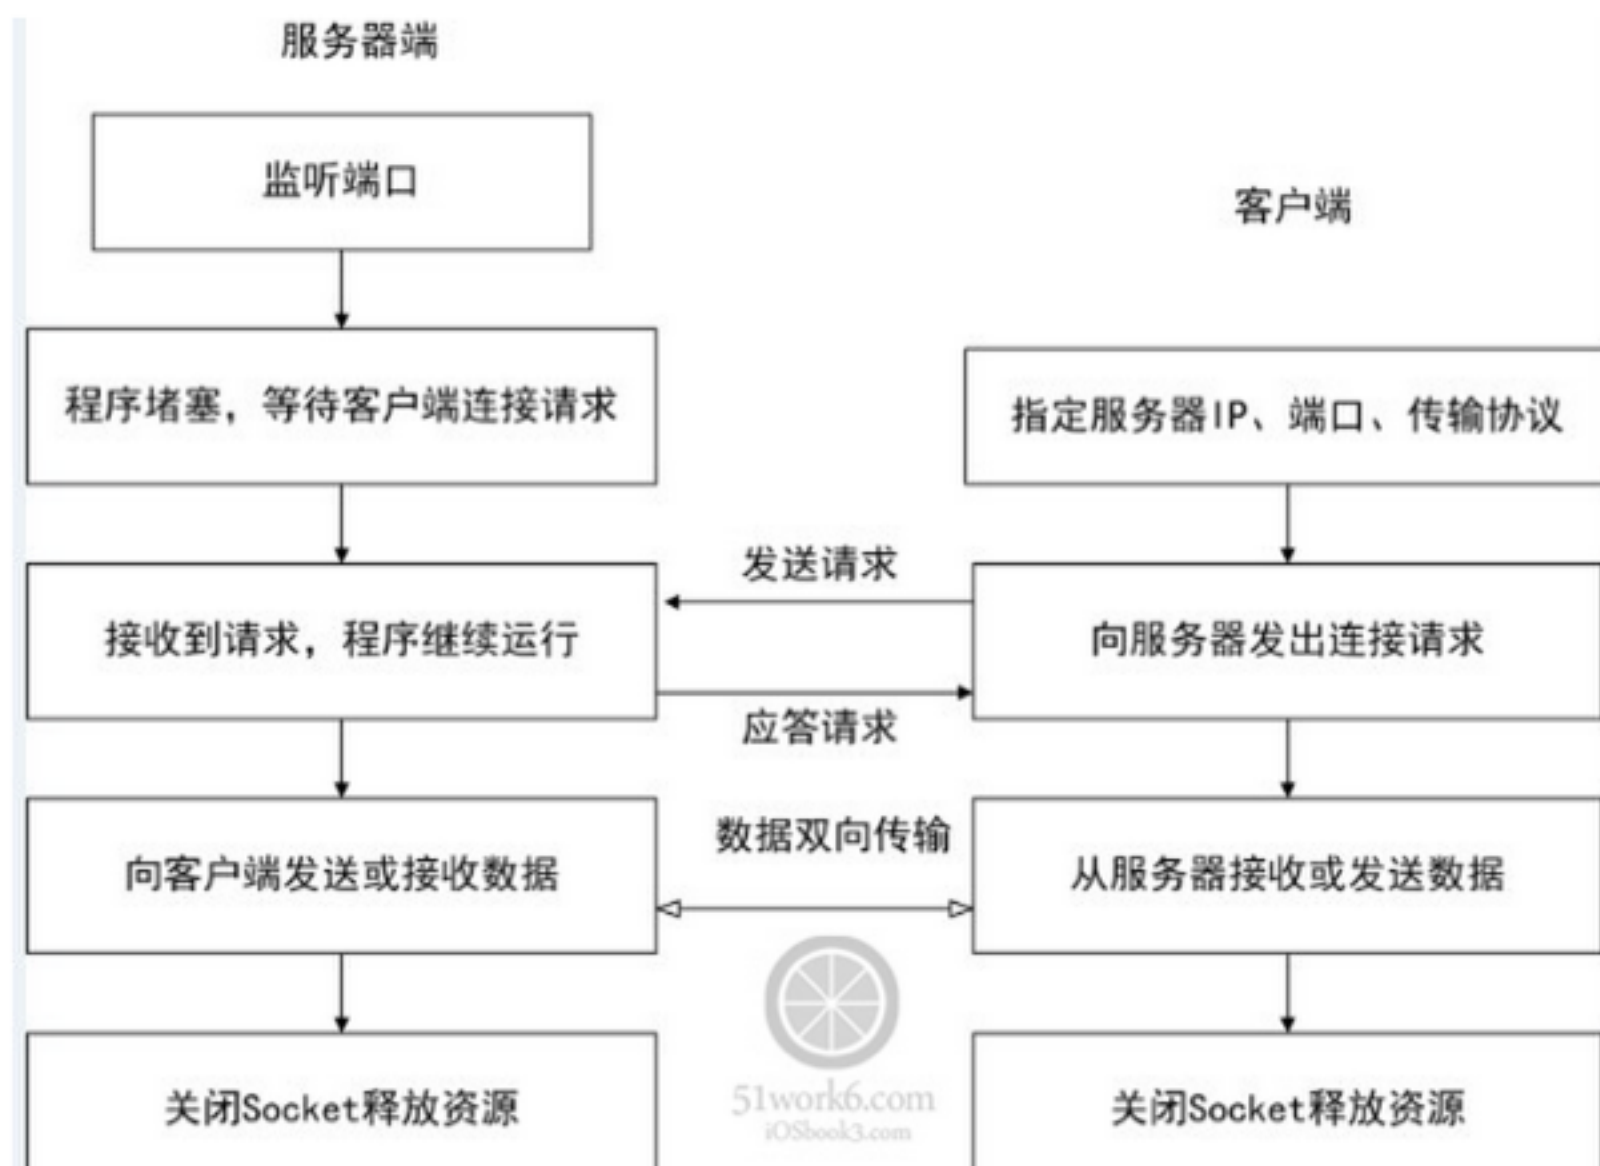 服务器端
监听端口
客户端
程序堵塞，等待客户端连接请求
指定服务器IP、端口、传输协议
发送请求
接收到请求，程序继续运行
向服务器发出连接请求
应答请求
数据双向传输
向客户端发送或接收数据
从服务器接收或发送数据
51work6.com
iOSbook3.com
关闭Socket释放资源
关闭Socket释放资源